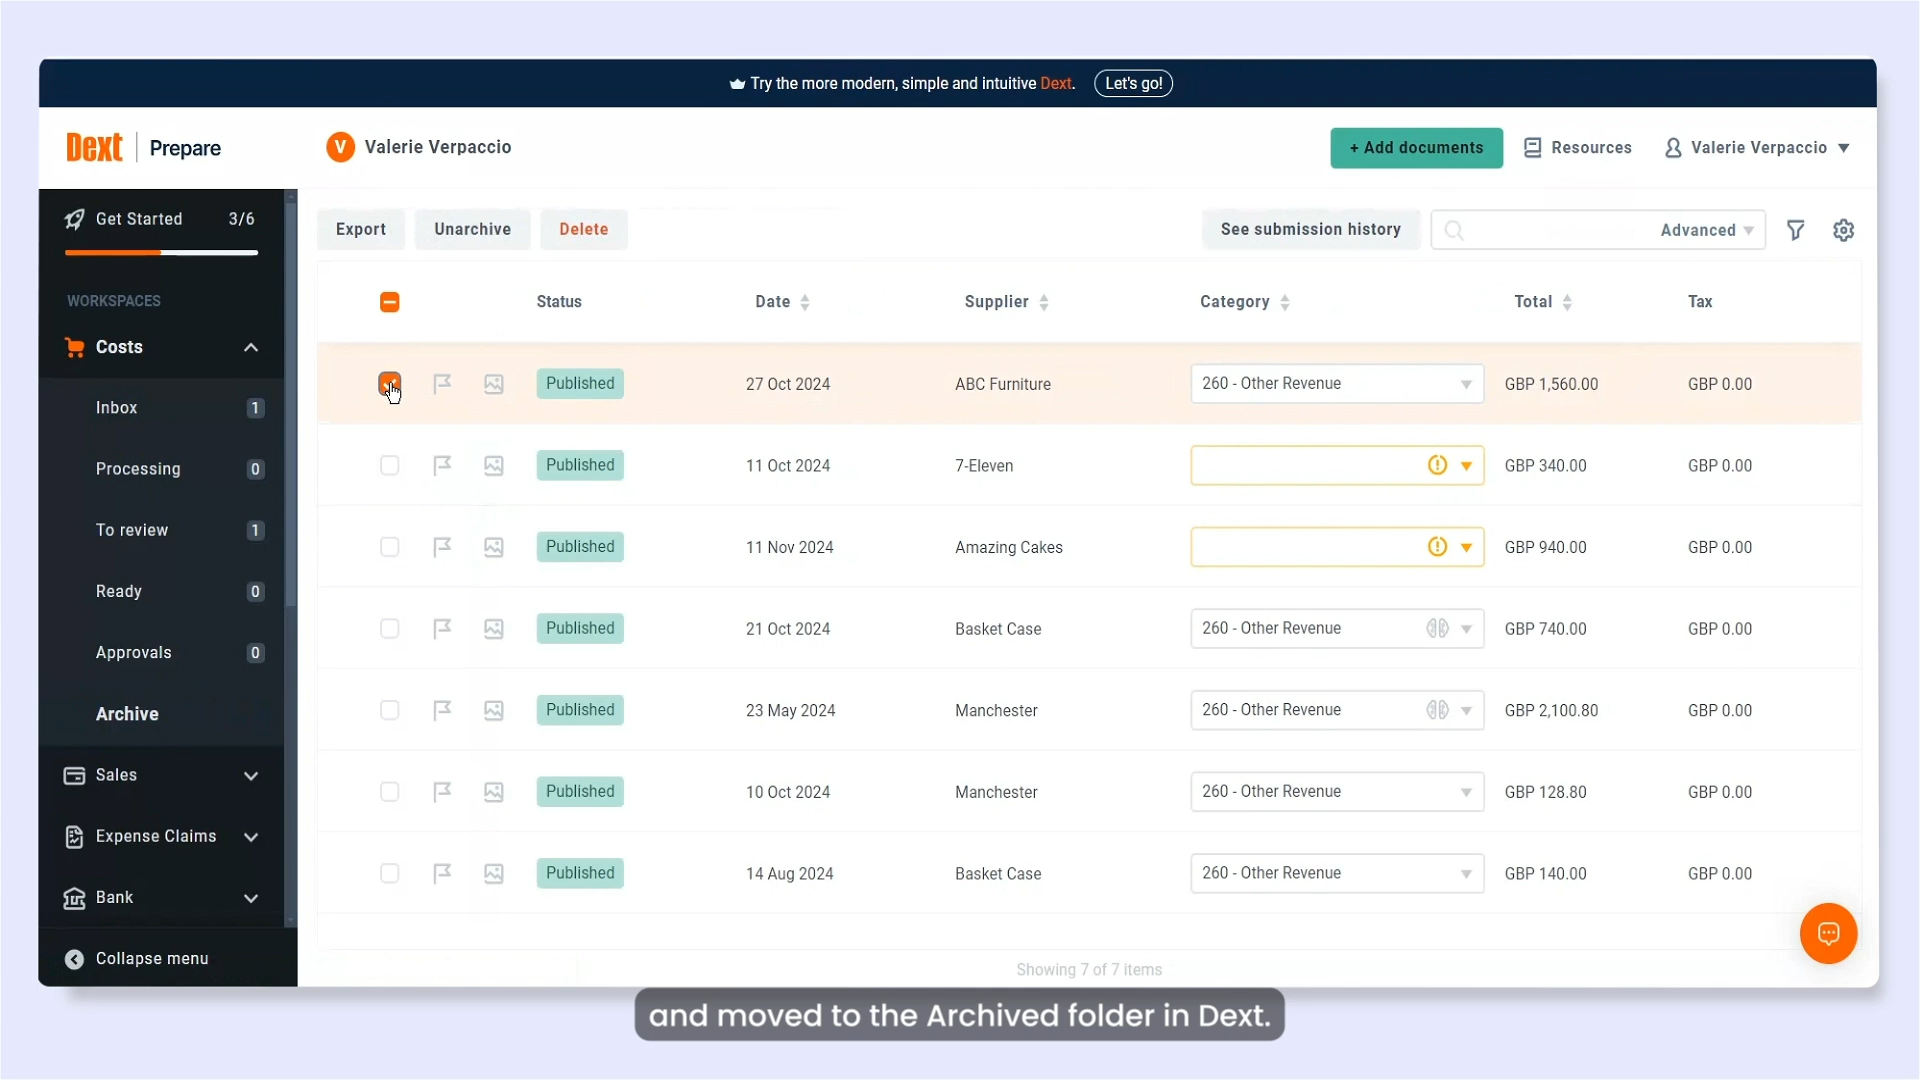 Try the more modern, simple and intuitive Dext. Let's go!
Dext Prepare
V Valerie Verpaccio
+ Add documents
Resources
Valerie Verpaccio
Get Started 3/6
WORKSPACES
Costs
Inbox 1
Processing 0
To review 1
Ready 0
Approvals 0
Archive
Sales
Expense Claims
Bank
Collapse menu
Export Unarchive Delete
See submission history
Advanced
Status Date Supplier Category Total Tax
Published 27 Oct 2024 ABC Furniture 260 - Other Revenue GBP 1,560.00 GBP 0.00
Published 11 Oct 2024 7-Eleven GBP 340.00 GBP 0.00
Published 11 Nov 2024 Amazing Cakes GBP 940.00 GBP 0.00
Published 21 Oct 2024 Basket Case 260 - Other Revenue GBP 740.00 GBP 0.00
Published 23 May 2024 Manchester 260 - Other Revenue GBP 2,100.80 GBP 0.00
Published 10 Oct 2024 Manchester 260 - Other Revenue GBP 128.80 GBP 0.00
Published 14 Aug 2024 Basket Case 260 - Other Revenue GBP 140.00 GBP 0.00
Showing 7 of 7 items
and moved to the Archived folder in Dext.